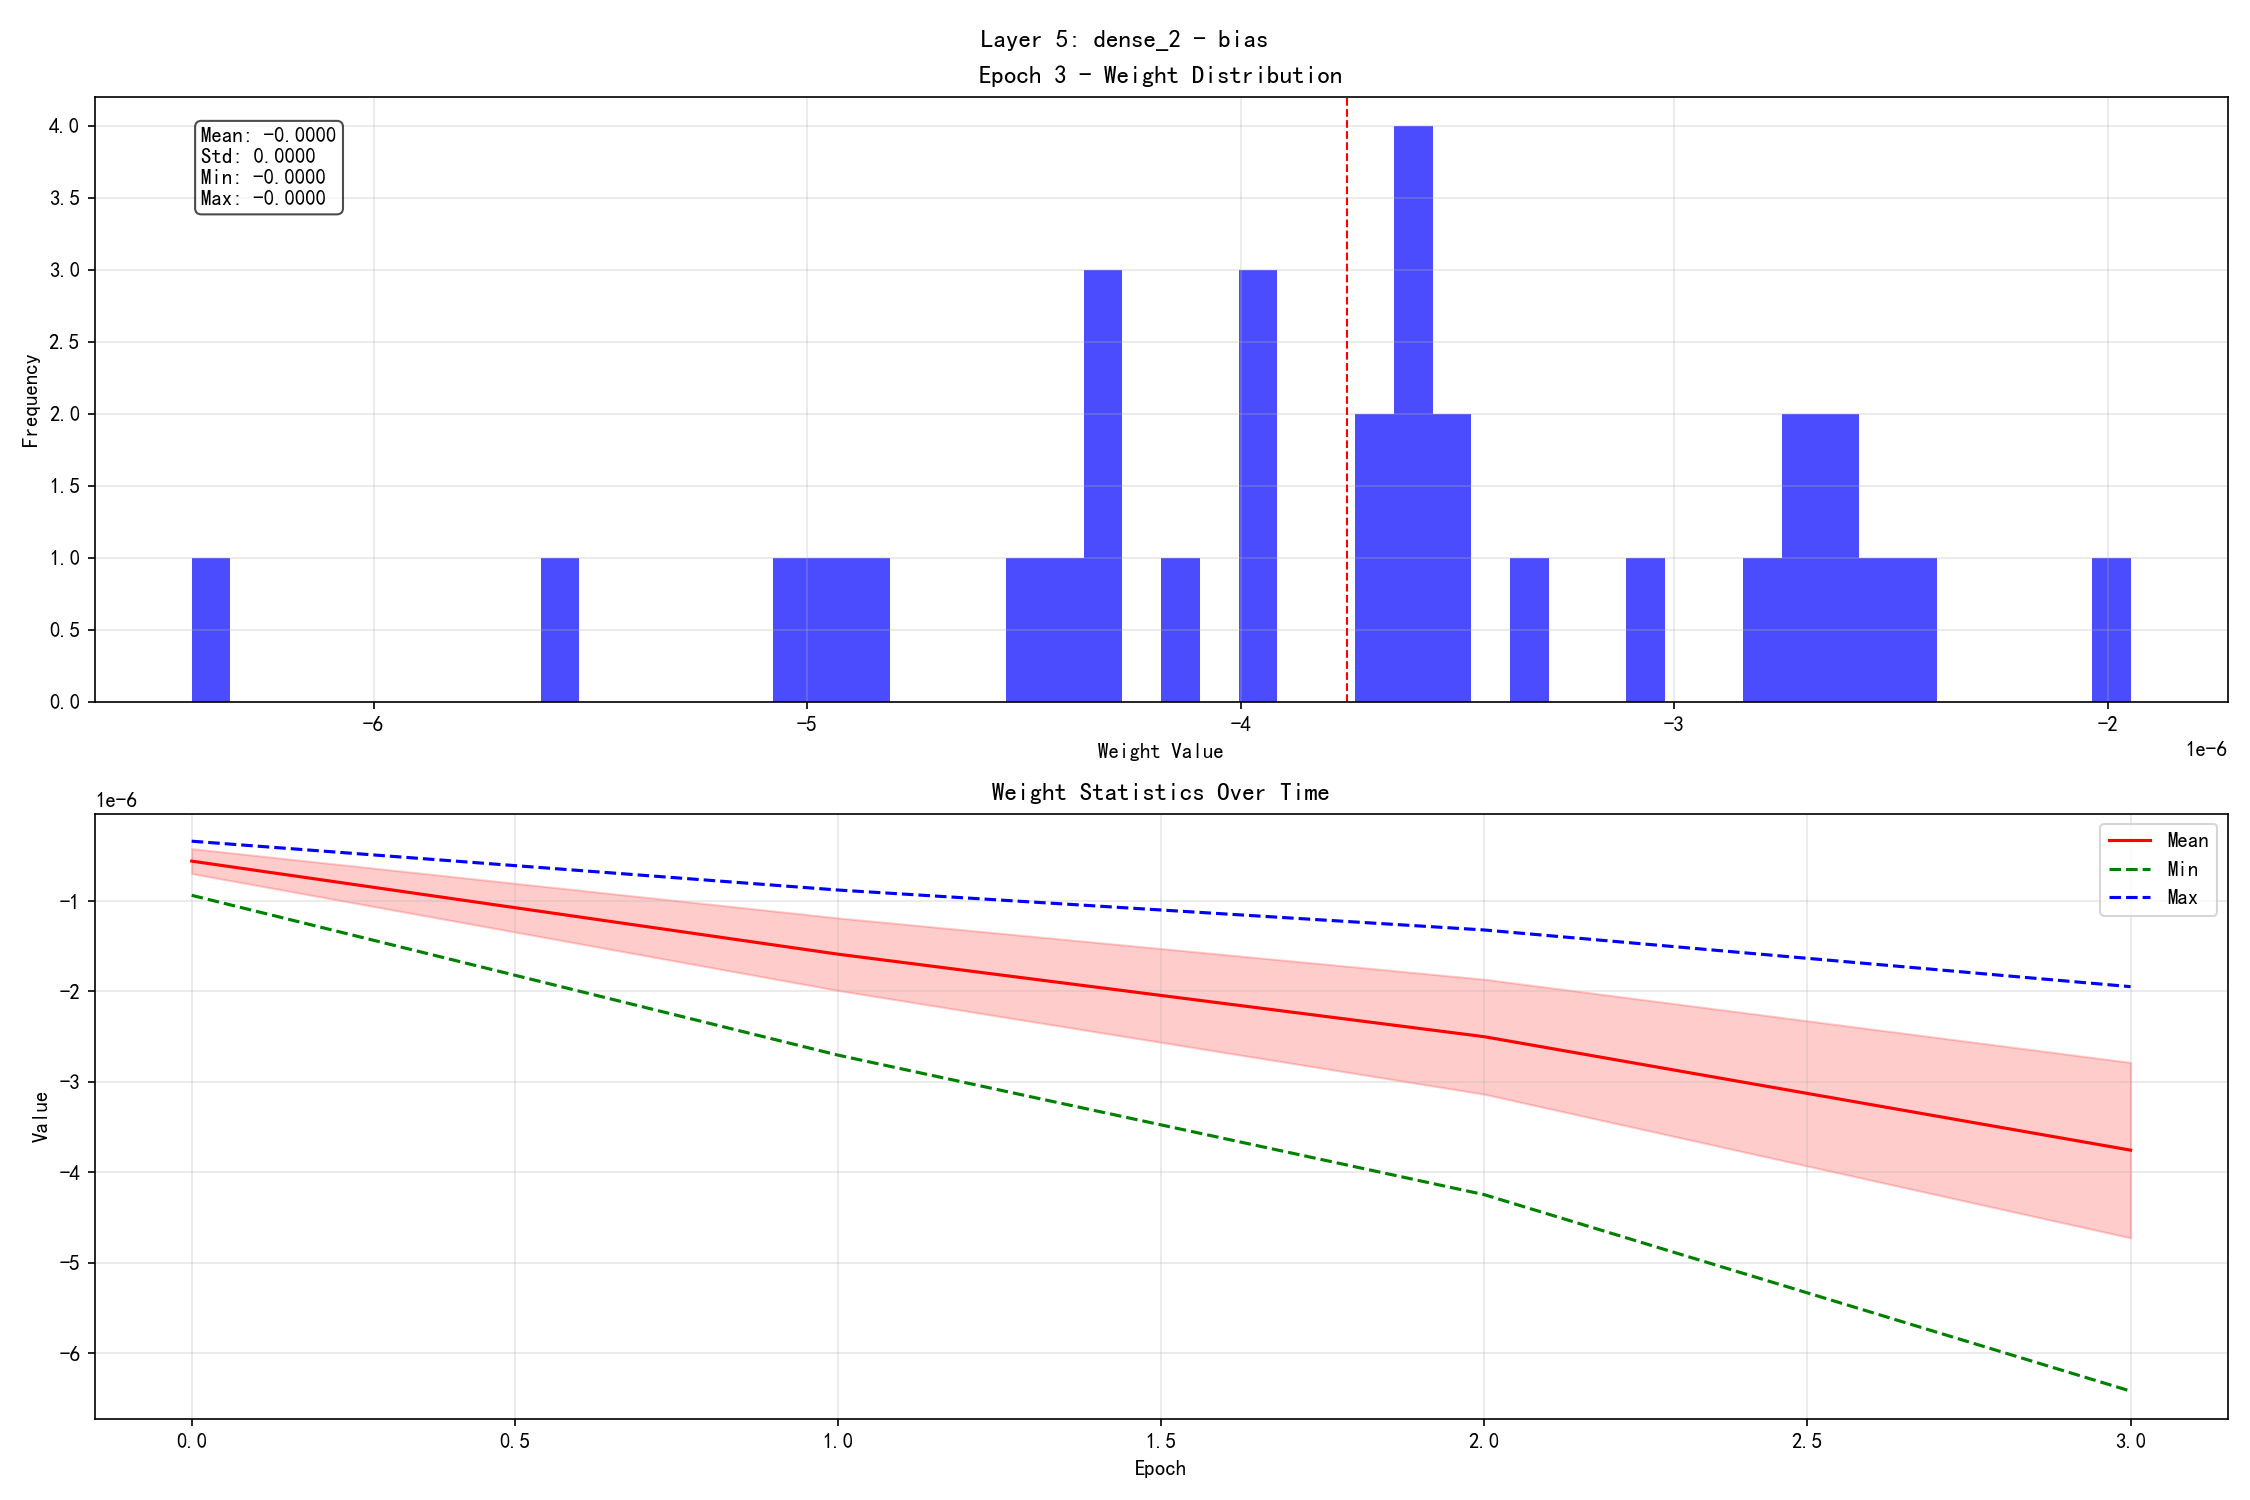 Layer 5: dense_2 - bias
Epoch 3 - Weight Distribution
Mean: -0.0000
Std: 0.0000
Min: -0.0000
Max: -0.0000
Frequency
4.0
3.5
3.0
2.5
2.0
1.5
1.0
0.5
0.0
-6
-5
-4
-3
-2
Weight Value
1e-6
Weight Statistics Over Time
1e-6
Mean
Min
Max
Value
-1
-2
-3
-4
-5
-6
0.0
0.5
1.0
1.5
2.0
2.5
3.0
Epoch